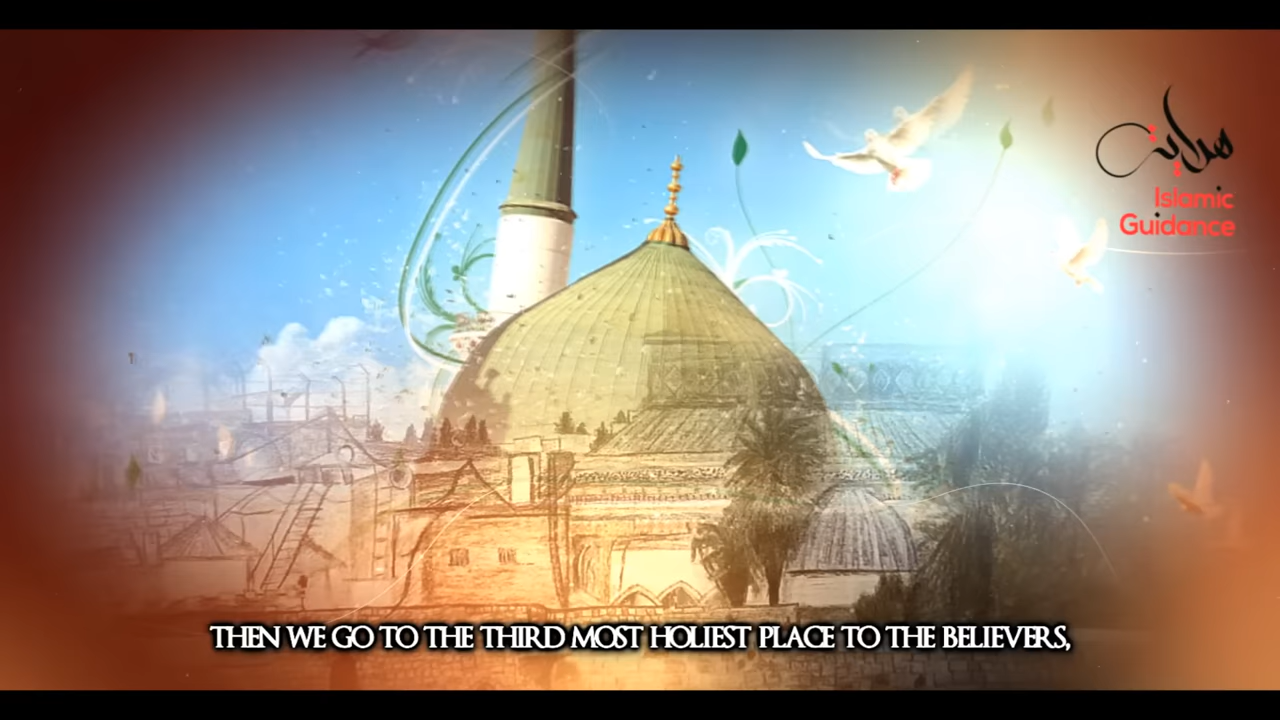 هداية
Islamic
Guidance
THEN WE GO TO THE THIRD MOST HOLIEST PLACE TO THE BELIEVERS,